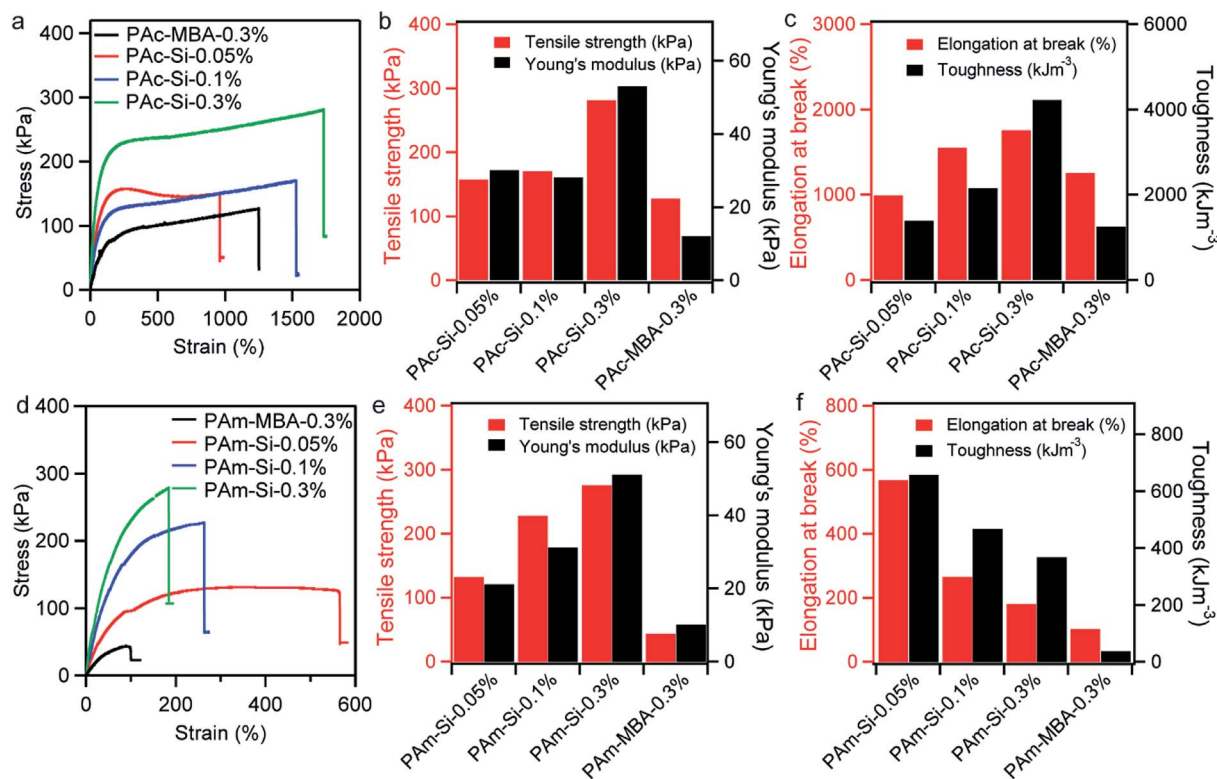 a
PAc-MBA-0.3%
PAc-Si-0.05%
PAc-Si-0.1%
PAc-Si-0.3%
400
300
200
100
0
Stress (kPa)
0 500 1000 1500 2000
Strain (%)
b
Tensile strength (kPa)
Young's modulus (kPa)
400
300
200
100
0
Tensile strength (kPa)
60
40
20
0
Young's modulus (kPa)
PAc-Si-0.05%
PAc-Si-0.1%
PAc-Si-0.3%
PAc-MBA-0.3%
c
Elongation at break (%)
Toughness (kJm⁻³)
3000
2000
1000
0
Elongation at break (%)
6000
4000
2000
0
Toughness (kJm⁻³)
PAc-Si-0.05%
PAc-Si-0.1%
PAc-Si-0.3%
PAc-MBA-0.3%
d
PAm-MBA-0.3%
PAm-Si-0.05%
PAm-Si-0.1%
PAm-Si-0.3%
400
300
200
100
0
Stress (kPa)
0 200 400 600
Strain (%)
e
Tensile strength (kPa)
Young's modulus (kPa)
400
300
200
100
0
Tensile strength (kPa)
60
40
20
0
Young's modulus (kPa)
PAm-Si-0.05%
PAm-Si-0.1%
PAm-Si-0.3%
PAm-MBA-0.3%
f
Elongation at break (%)
Toughness (kJm⁻³)
800
600
400
200
0
Elongation at break (%)
800
600
400
200
0
Toughness (kJm⁻³)
PAm-Si-0.05%
PAm-Si-0.1%
PAm-Si-0.3%
PAm-MBA-0.3%